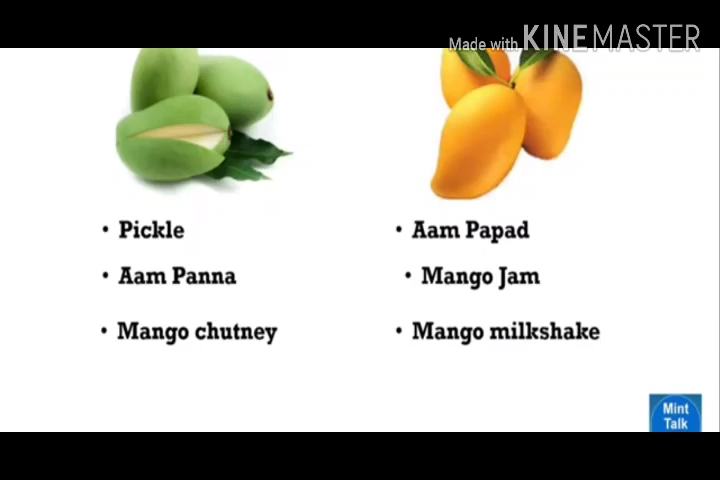 Made with KINEMASTER
• Pickle
• Aam Panna
• Mango chutney
• Aam Papad
• Mango Jam
• Mango milkshake
Mint
Talk